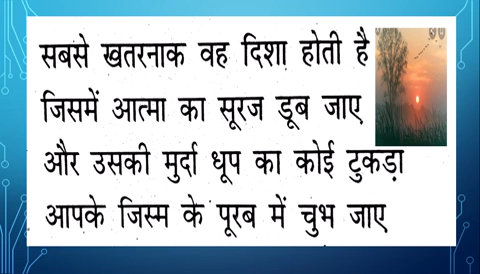 सबसे खतरनाक वह दिशा होती है
जिसमें आत्मा का सूरज डूब जाए
और उसकी मुर्दा धूप का कोई टुकड़ा
आपके जिस्म के पूरब में चुभ जाए